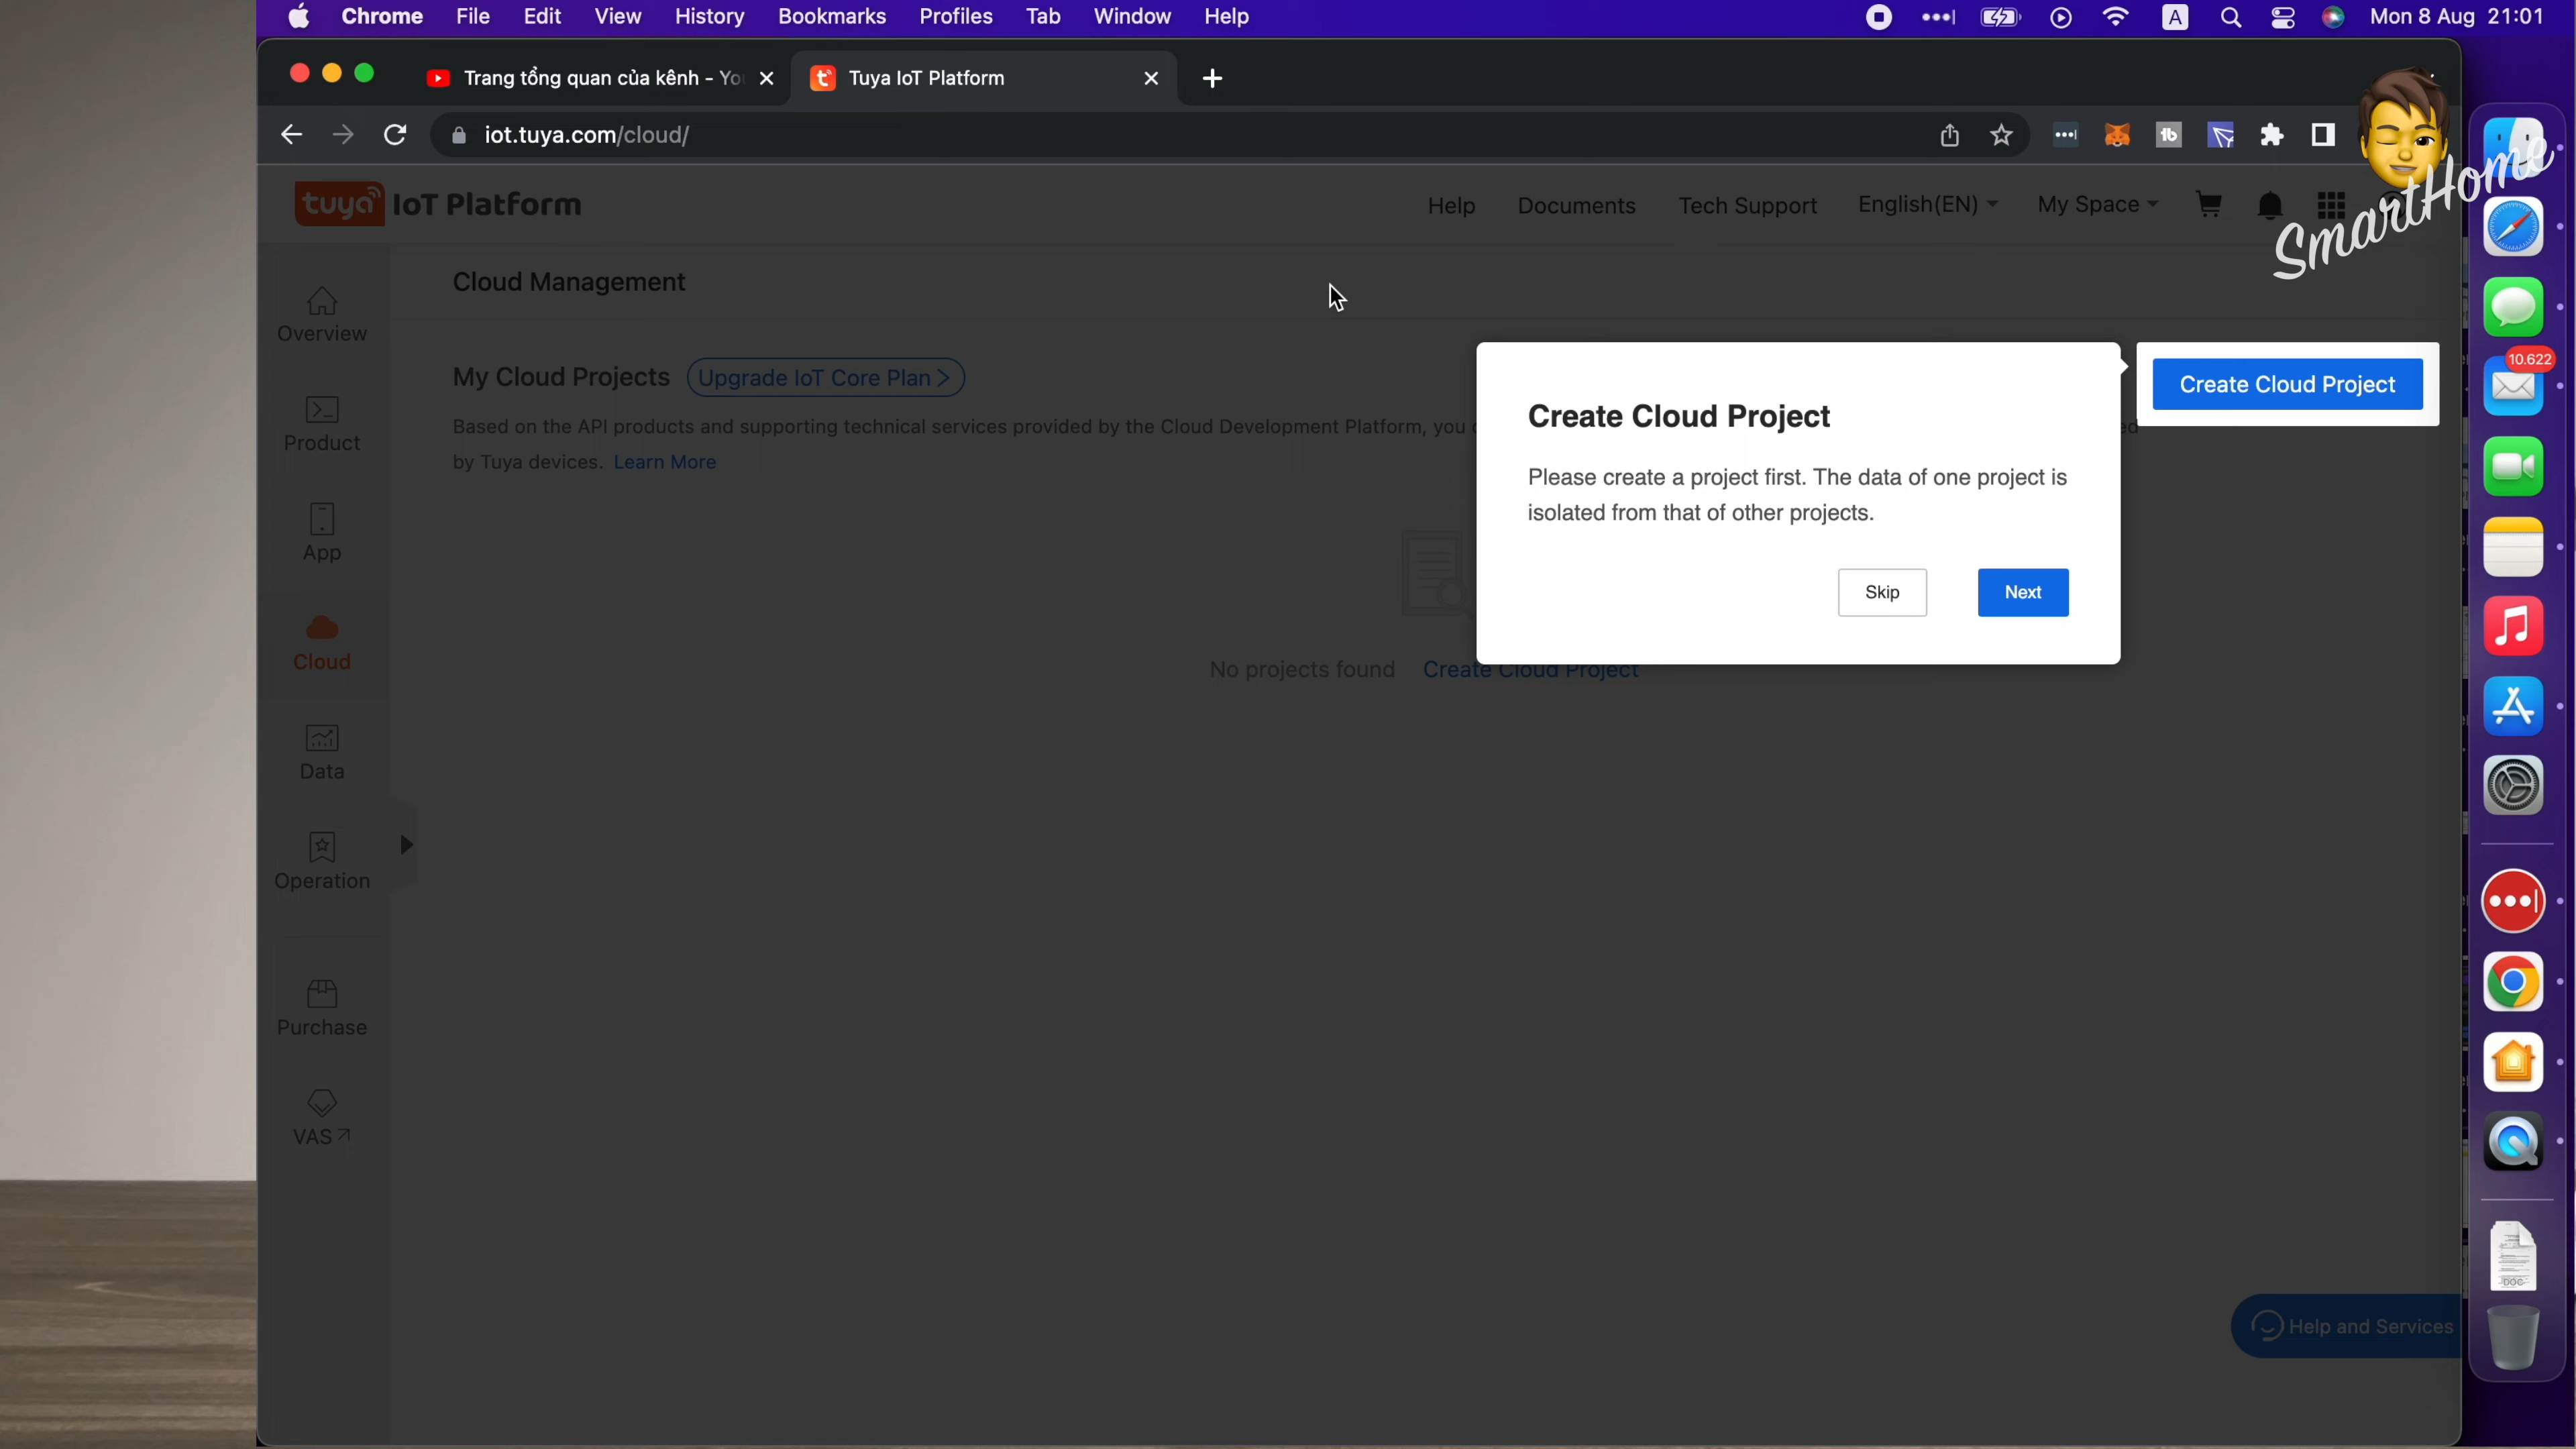 Chrome File Edit View History Bookmarks Profiles Tab Window Help
A Mon 8 Aug 21:01
Trang tổng quan của kênh - You
Tuya IoT Platform
iot.tuya.com/cloud/
tuya IoT Platform
Help Documents Tech Support English(EN) My Space
SmartHome
Cloud Management
Overview
Product
App
Cloud
Data
Operation
Purchase
VAS
My Cloud Projects Upgrade IoT Core Plan >
Based on the API products and supporting technical services provided by the Cloud Development Platform, you
by Tuya devices. Learn More
Create Cloud Project
Create Cloud Project
Please create a project first. The data of one project is
isolated from that of other projects.
Skip Next
No projects found Create Cloud Project
10.622
DOC
Help and Services